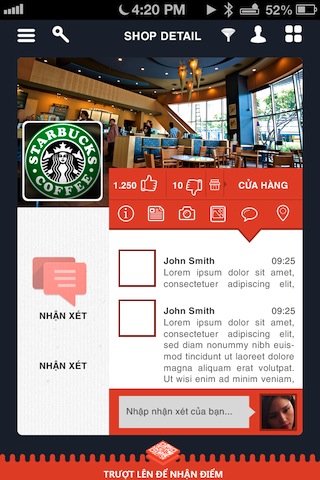 4:20 PM
52%
SHOP DETAIL
STARBUCKS
COFFEE
1.250
10
CỬA HÀNG
NHẬN XÉT
NHẬN XÉT
John Smith 09:25
Lorem ipsum dolor sit amet,
consectetuer adipiscing elit,
John Smith 09:25
Lorem ipsum dolor sit amet,
consectetuer adipiscing elit,
sed diam nonummy nibh euis
mod tincidunt ut laoreet dolore
magna aliquam erat volutpat.
Ut wisi enim ad minim veniam,
Nhập nhận xét của bạn...
TRƯỢT LÊN ĐỂ NHẬN ĐIỂM